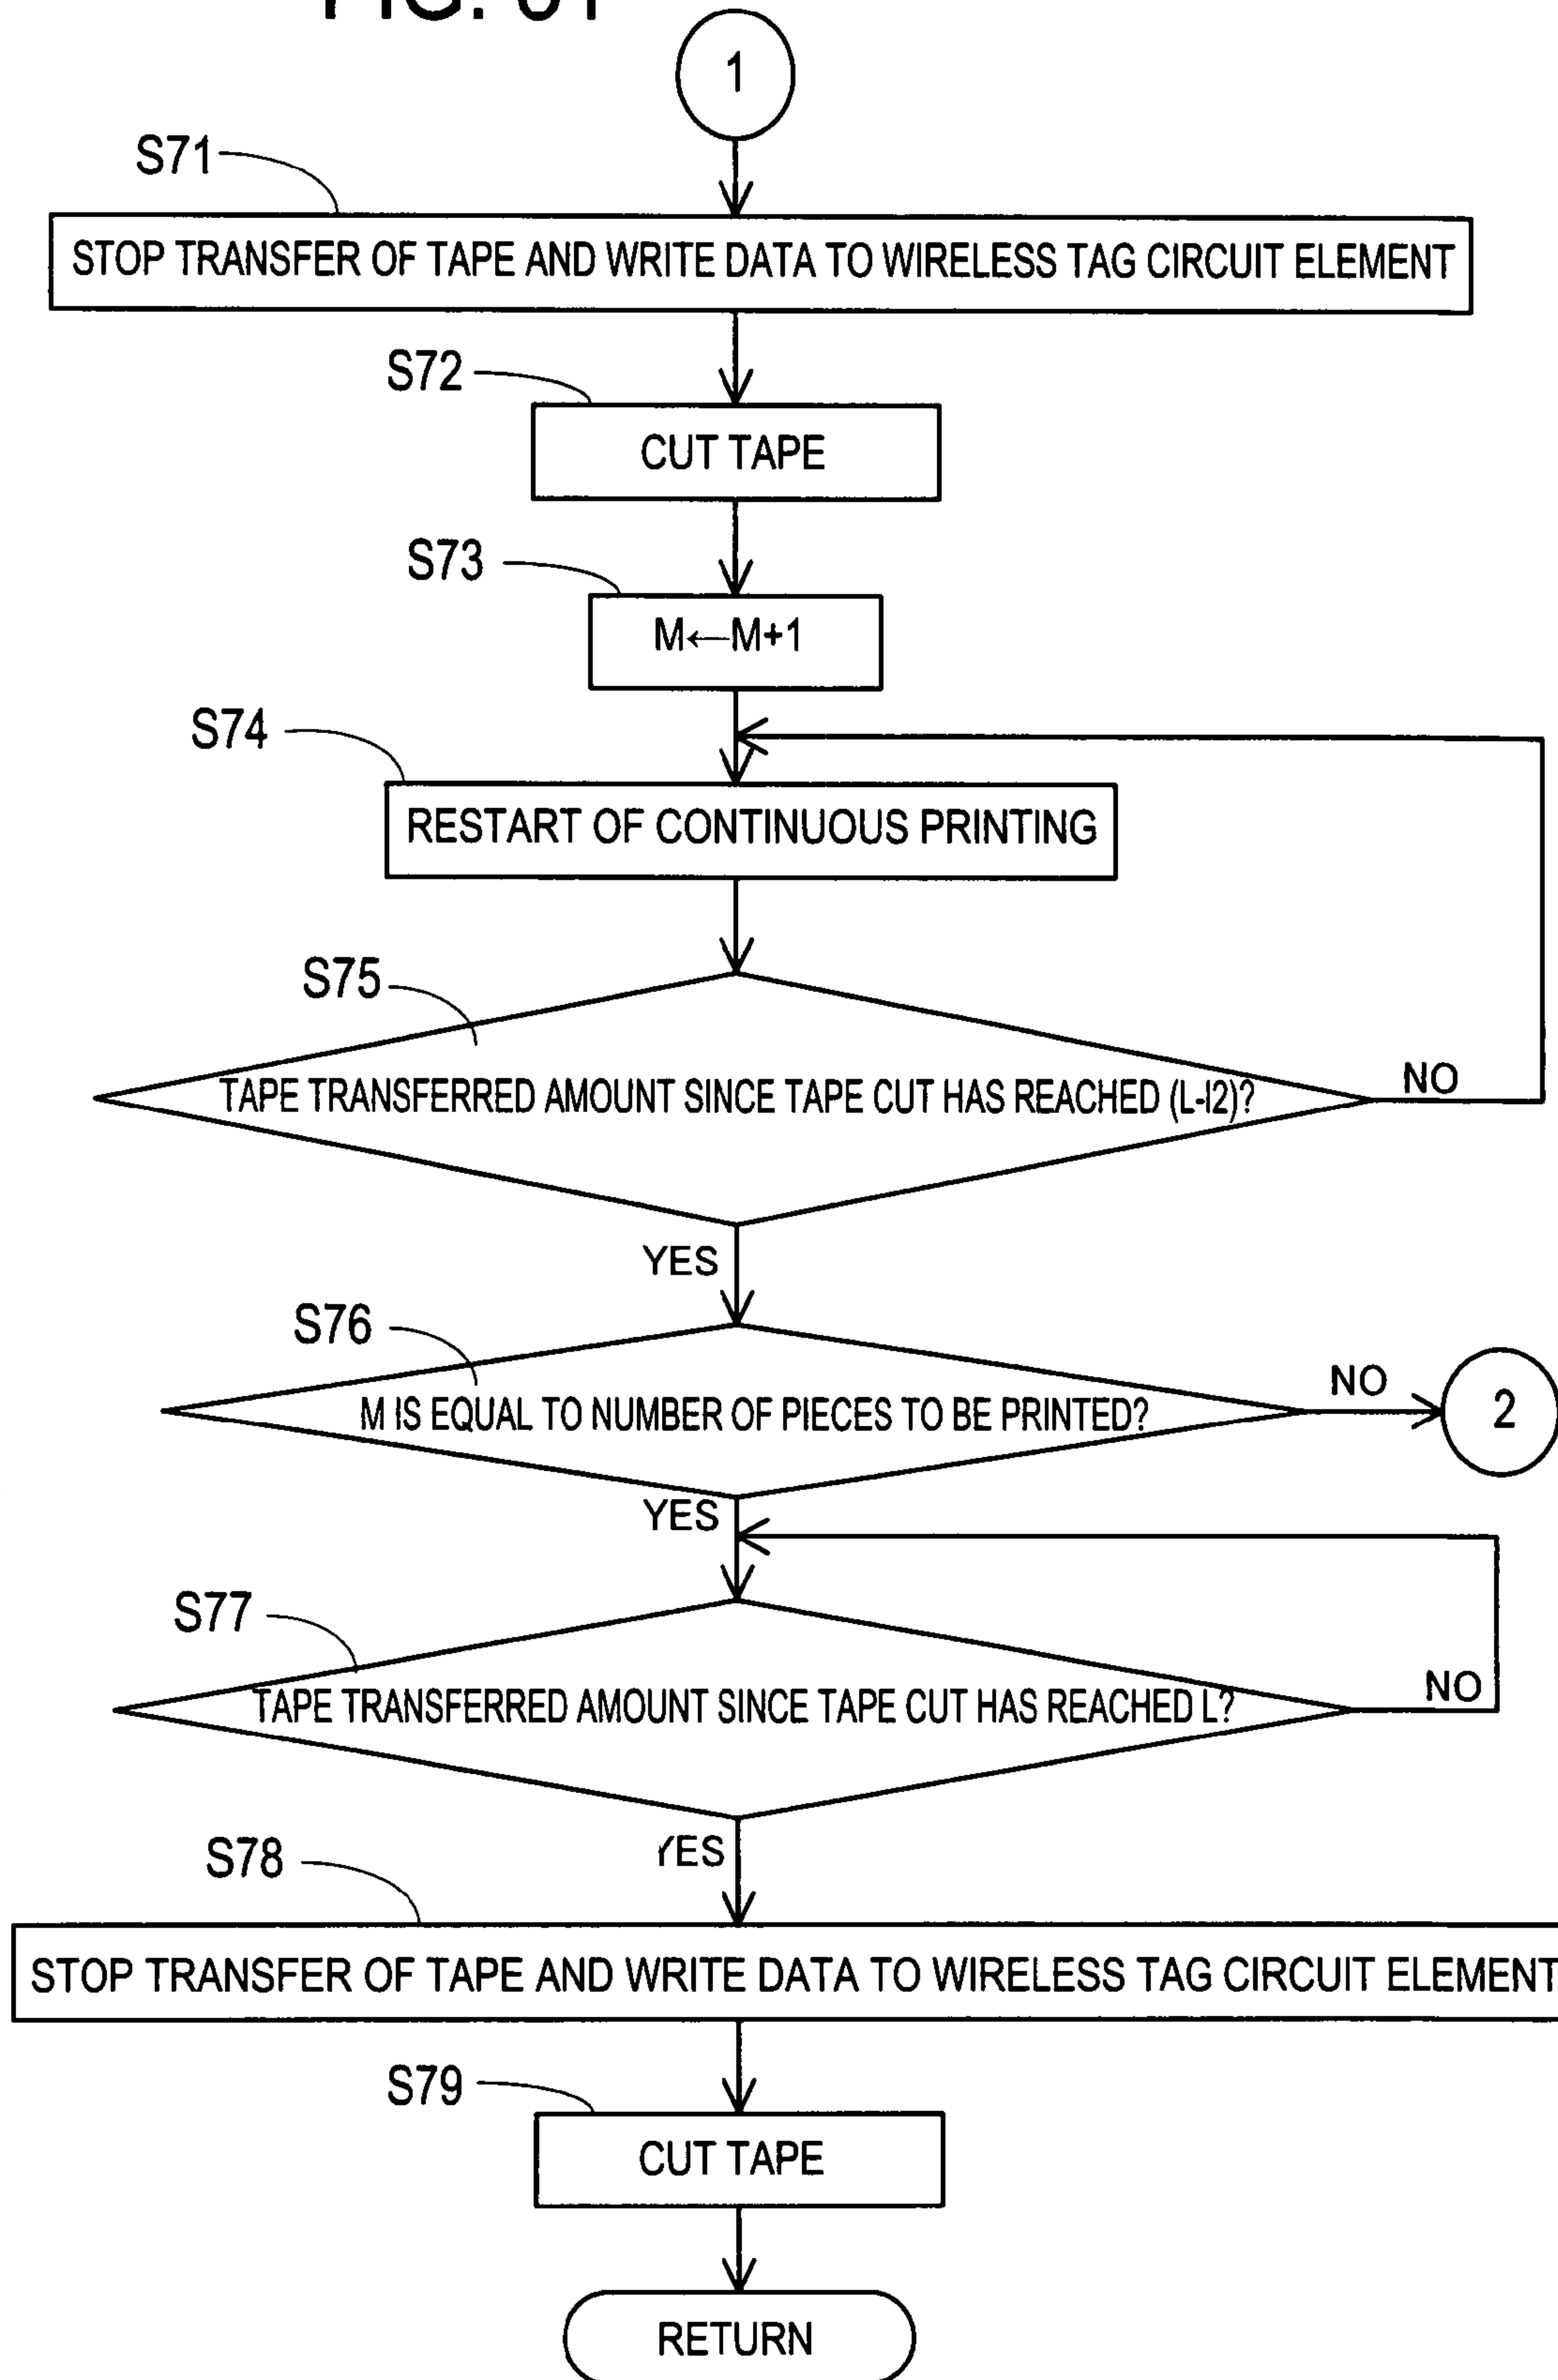 1
S71
STOP TRANSFER OF TAPE AND WRITE DATA TO WIRELESS TAG CIRCUIT ELEMENT
S72
CUT TAPE
S73
M←M+1
S74
RESTART OF CONTINUOUS PRINTING
S75
TAPE TRANSFERRED AMOUNT SINCE TAPE CUT HAS REACHED (L-l2)?
NO
YES
S76
M IS EQUAL TO NUMBER OF PIECES TO BE PRINTED?
NO
2
YES
S77
TAPE TRANSFERRED AMOUNT SINCE TAPE CUT HAS REACHED L?
NO
YES
S78
STOP TRANSFER OF TAPE AND WRITE DATA TO WIRELESS TAG CIRCUIT ELEMENT
S79
CUT TAPE
RETURN